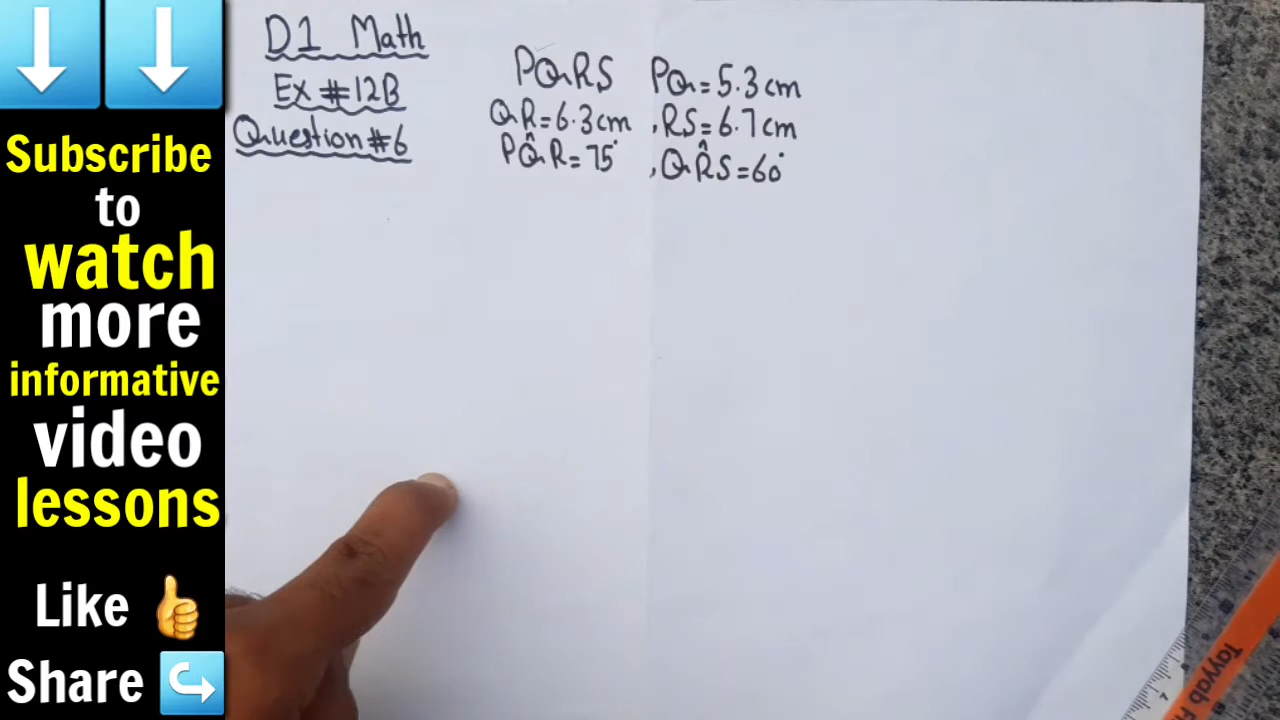 Subscribe
to
watch
more
informative
video
lessons
Like
Share
D1 Math
Ex # 12B
Question #6
PQRS PQ = 5.3 cm
QR = 6.3 cm , RS = 6.7 cm
PQ̂R = 75° , QR̂S = 60°
Tayyab